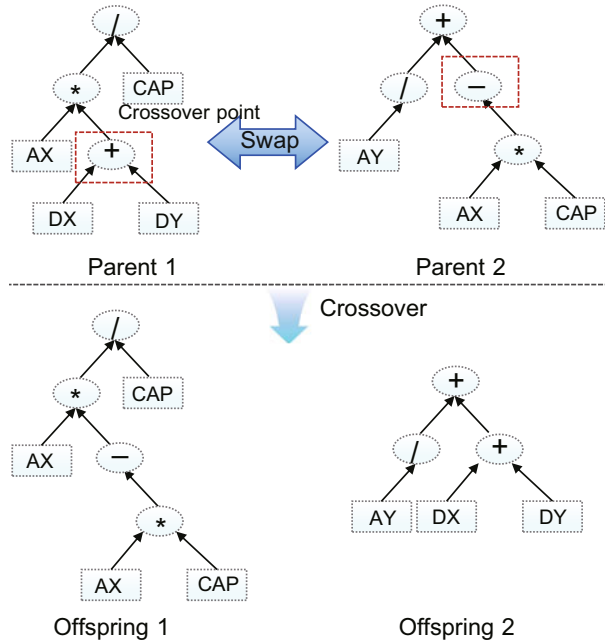 /
+
*
CAP
/
−
Crossover point
Swap
AX
+
AY
*
DX
DY
AX
CAP
Parent 1
Parent 2
Crossover
/
*
CAP
+
AX
−
/
+
*
AY
DX
DY
AX
CAP
Offspring 1
Offspring 2